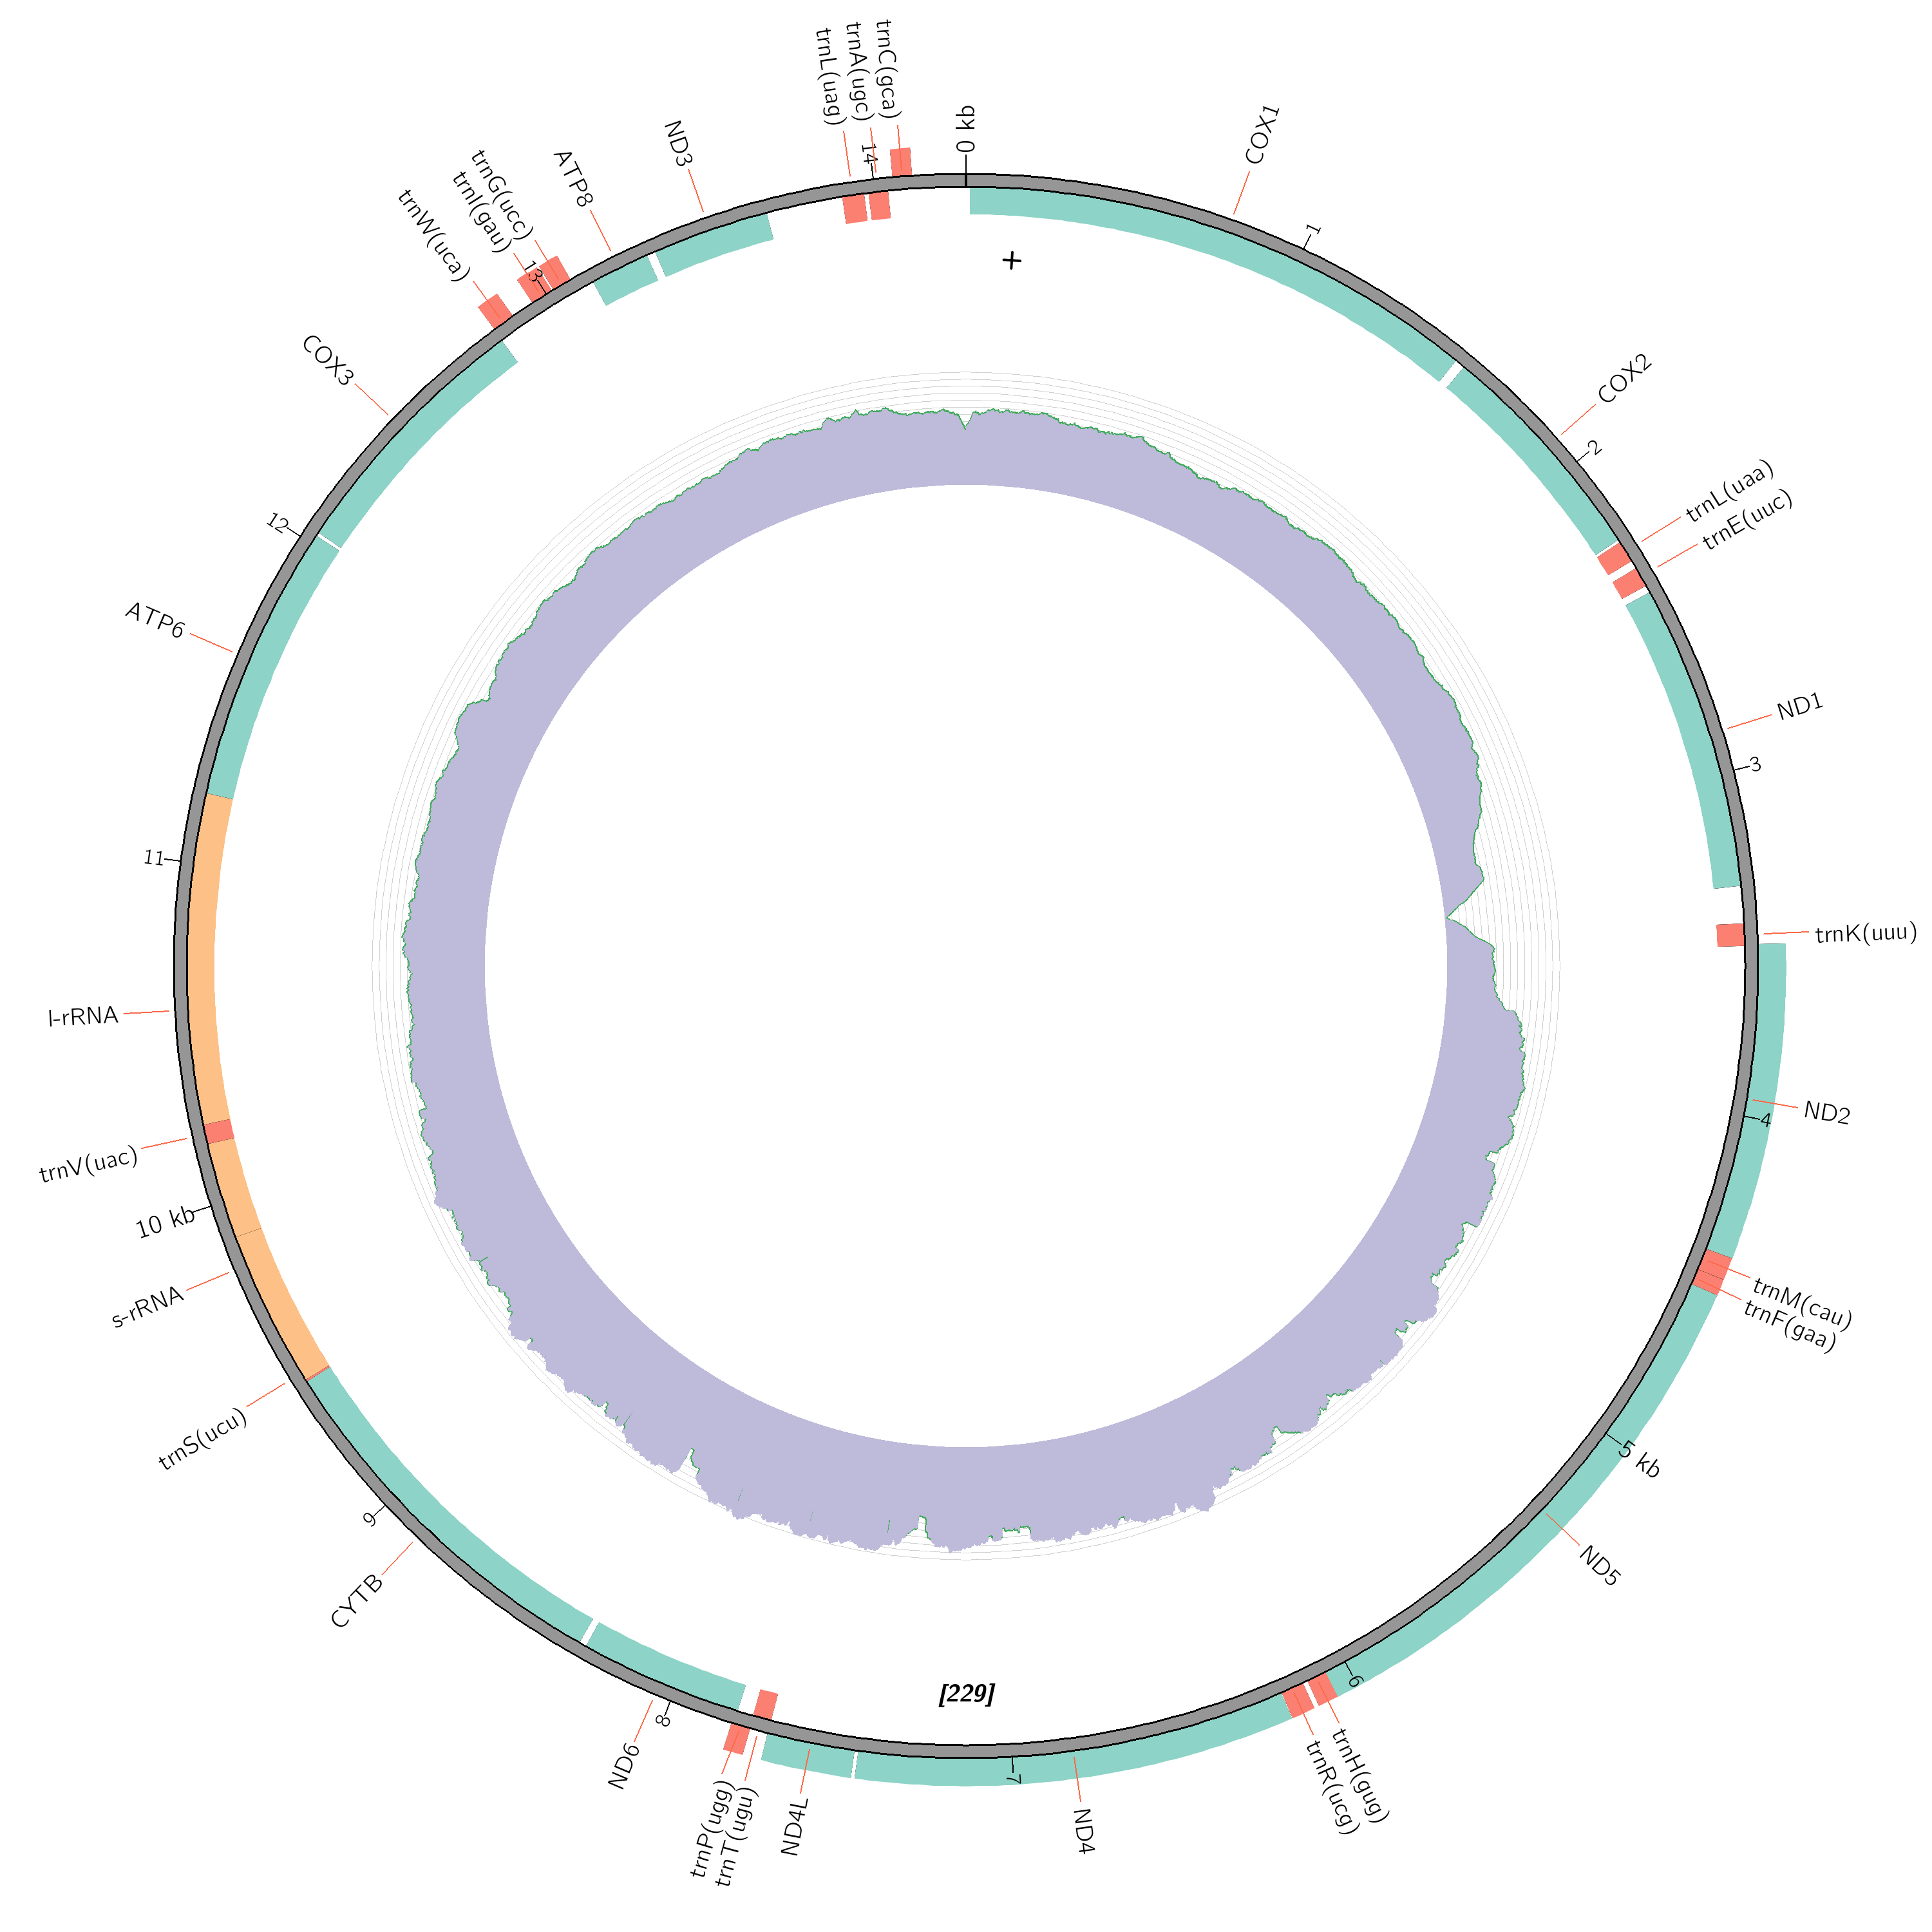 0 kb
COX1
1
COX2
2
trnL(uaa)
trnE(uuc)
ND1
3
trnK(uuu)
ND2
4
trnM(cau)
trnF(gaa)
5 kb
ND5
6
trnH(gug)
trnR(ucg)
ND4
7
ND4L
trnT(ugu)
trnP(ugg)
8
ND6
CYTB
9
trnS(ucu)
s-rRNA
10 kb
trnV(uac)
l-rRNA
11
ATP6
12
COX3
trnW(uca)
trnI(gau)
13
trnG(ucc)
ATP8
ND3
trnL(uag)
14
trnA(ugc)
trnC(gca)
+
[229]